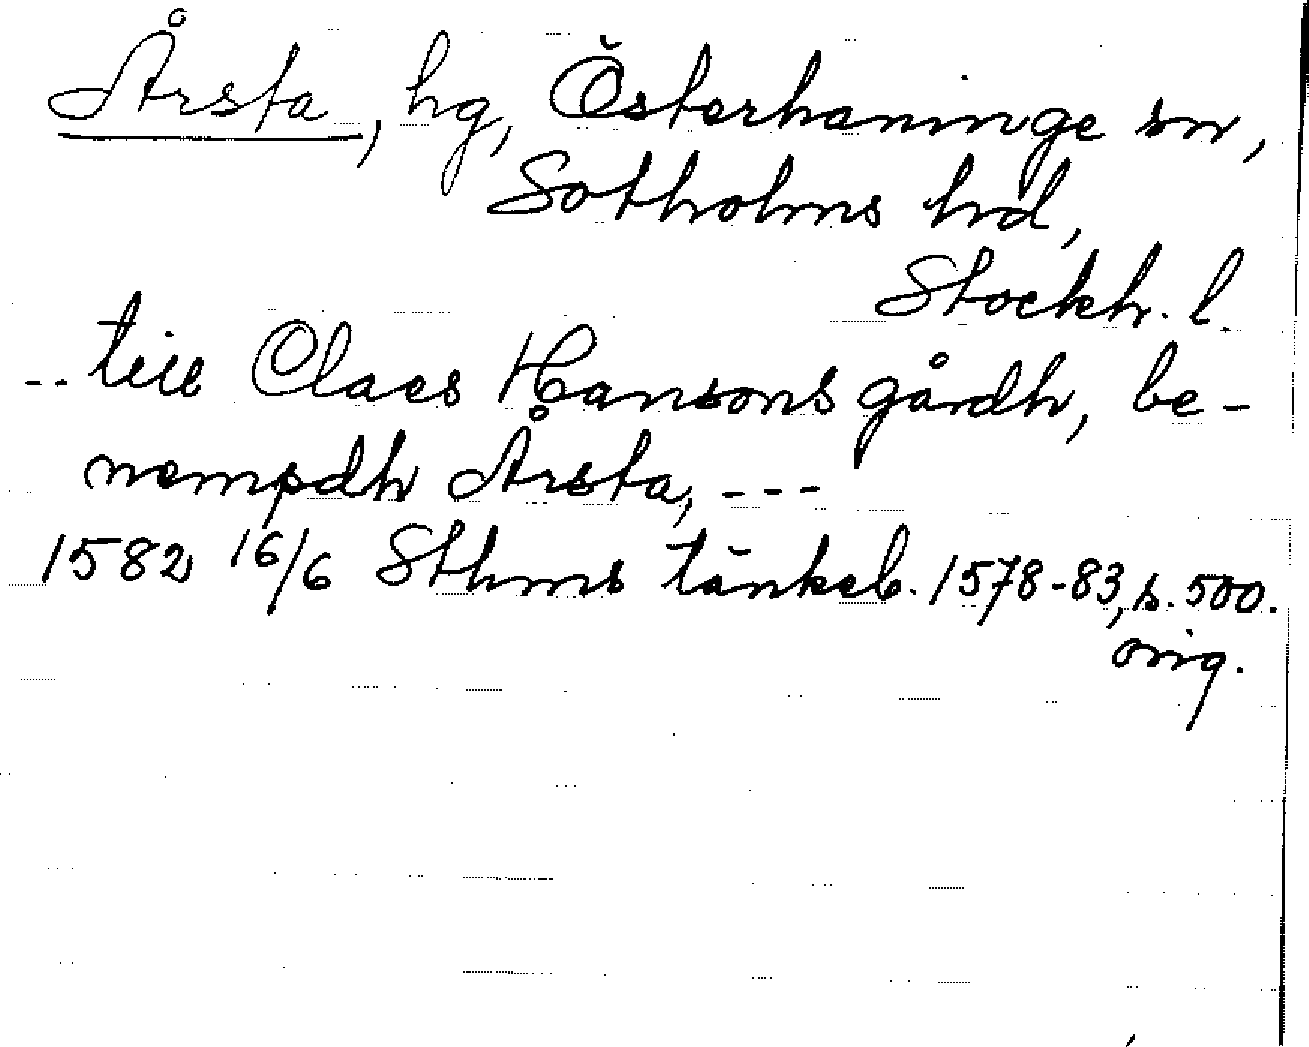 Årsta, hg, Österhaninge sn,
Sotholms hd,
Stockh. l.
-- till Claes Hansons gårdh, be-
nempdh Årsta, ---
1582 16/6 Sthms tänkeb. 1578-83, s. 500.
orig.